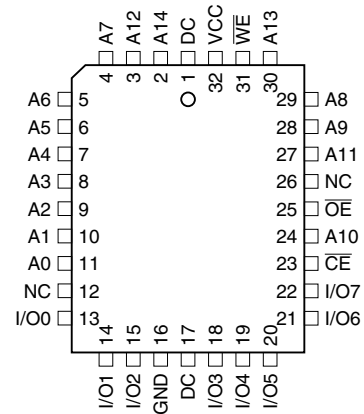 A7 A12 A14 DC VCC W̅E̅ A13
4 3 2 1 32 31 30
A6 5 29 A8
A5 6 28 A9
A4 7 27 A11
A3 8 26 NC
A2 9 25 O̅E̅
A1 10 24 A10
A0 11 23 C̅E̅
NC 12 22 I/O7
I/O0 13 21 I/O6
14 15 16 17 18 19 20
I/O1 I/O2 GND DC I/O3 I/O4 I/O5